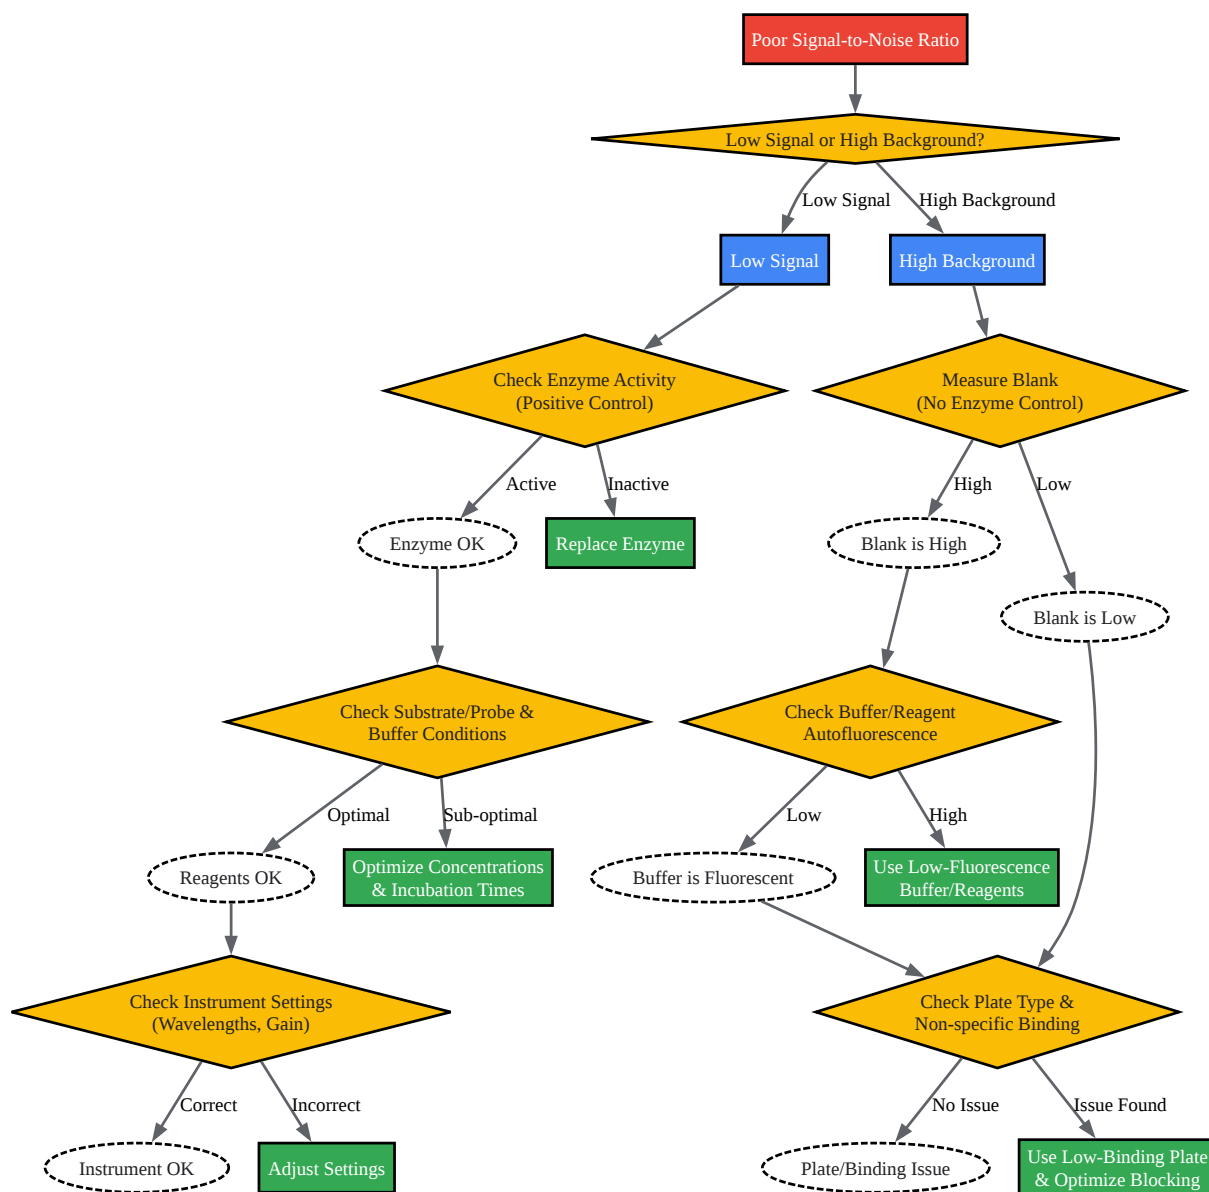 Poor Signal-to-Noise Ratio
Low Signal or High Background?
Low Signal
High Background
Low Signal
High Background
Check Enzyme Activity
(Positive Control)
Measure Blank
(No Enzyme Control)
Active
Inactive
High
Low
Enzyme OK
Replace Enzyme
Blank is High
Blank is Low
Check Substrate/Probe &
Buffer Conditions
Check Buffer/Reagent
Autofluorescence
Optimal
Sub-optimal
Low
High
Reagents OK
Optimize Concentrations
& Incubation Times
Buffer is Fluorescent
Use Low-Fluorescence
Buffer/Reagents
Check Instrument Settings
(Wavelengths, Gain)
Check Plate Type &
Non-specific Binding
Correct
Incorrect
No Issue
Issue Found
Instrument OK
Adjust Settings
Plate/Binding Issue
Use Low-Binding Plate
& Optimize Blocking